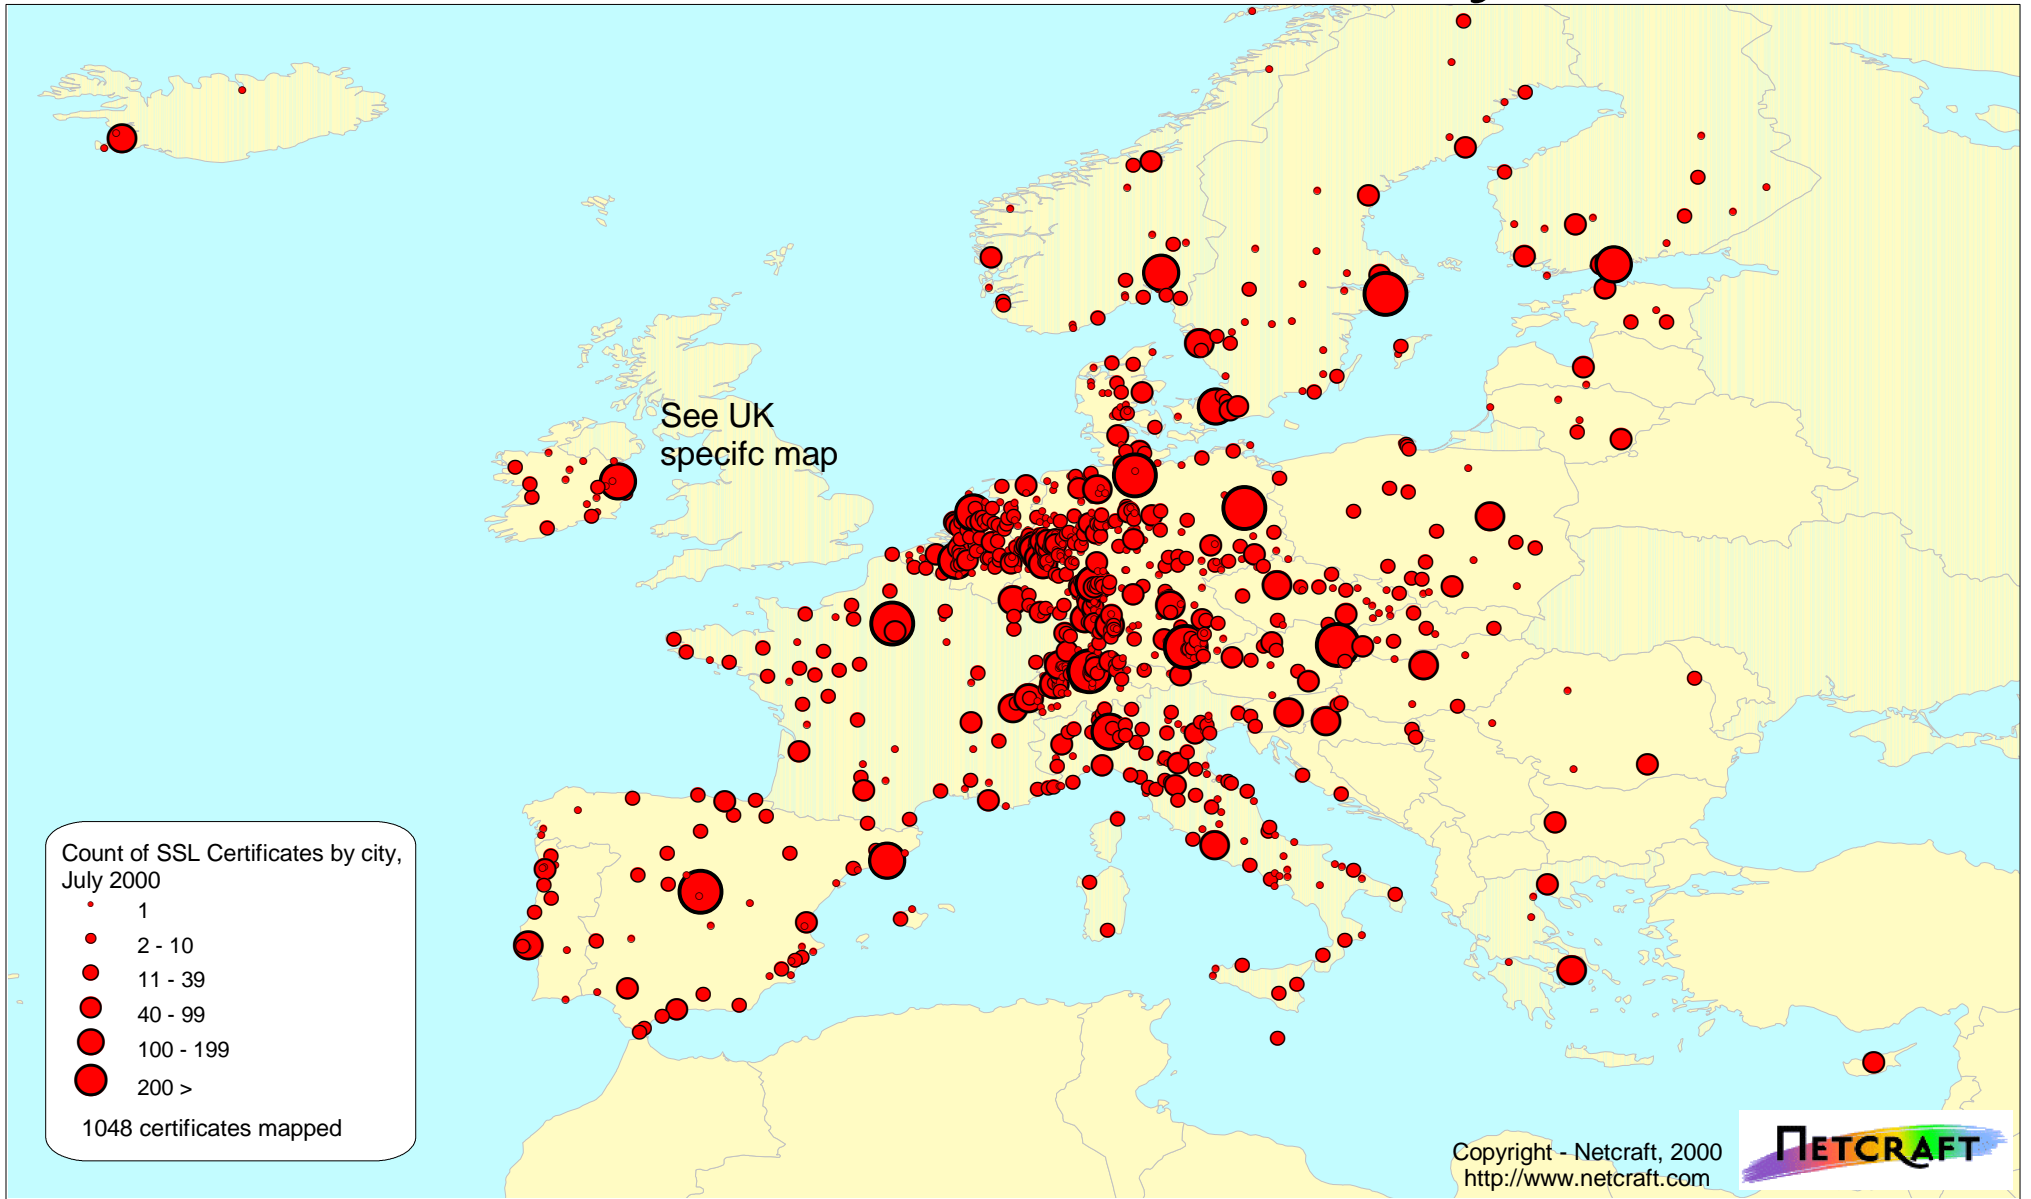 See UK
specifc map
Count of SSL Certificates by city,
July 2000
1
2 - 10
11 - 39
40 - 99
100 - 199
200 >
1048 certificates mapped
Copyright - Netcraft, 2000
http://www.netcraft.com
NETCRAFT